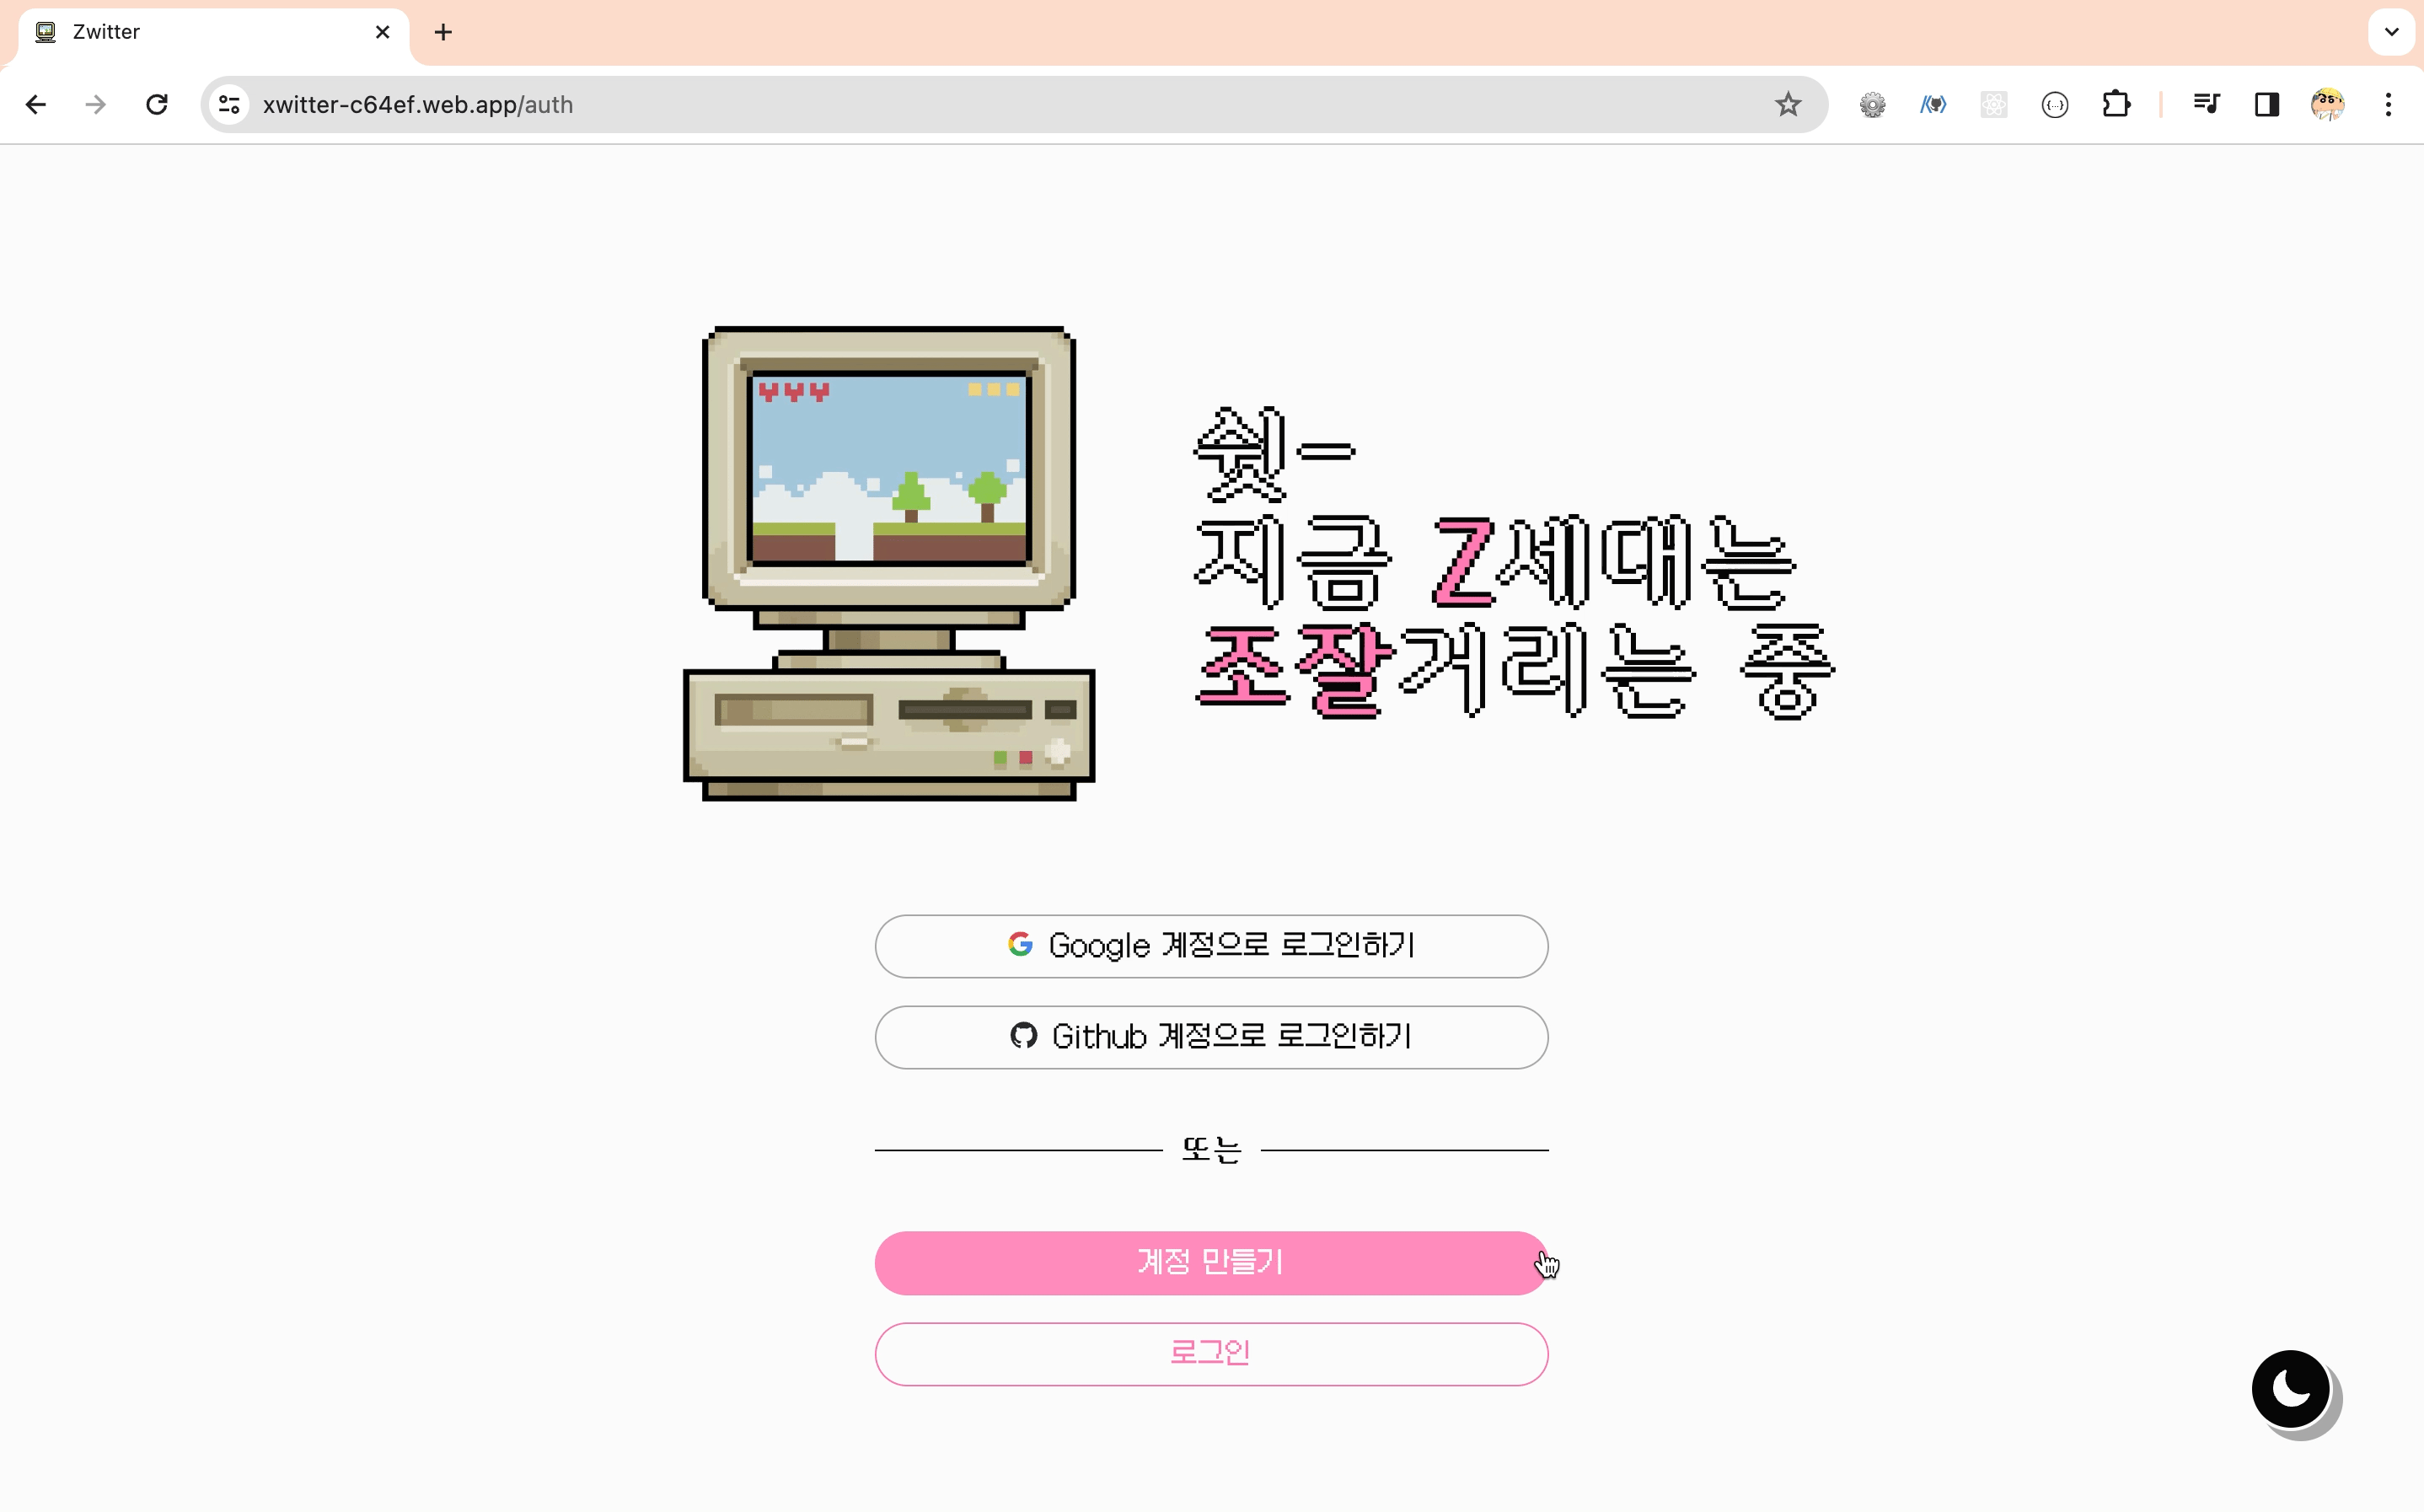 Zwitter
xwitter-c64ef.web.app/auth
쉿-
지금 Z세대는
조잘거리는 중
Google 계정으로 로그인하기
Github 계정으로 로그인하기
또는
계정 만들기
로그인